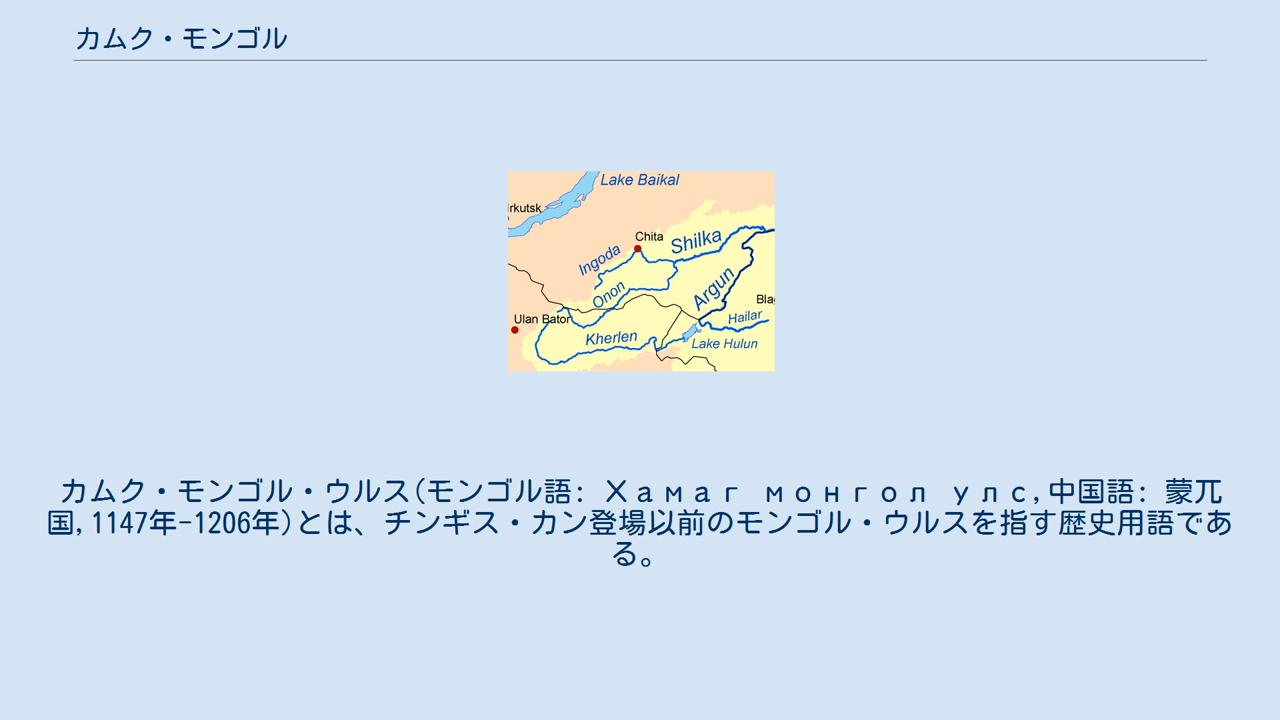 カムク・モンゴル
Lake Baikal
Irkutsk
Chita
Shilka
Ingoda
Onon
Argun
Ulan Bator
Hailar
Kherlen
Lake Hulun
カムク・モンゴル・ウルス(モンゴル語: Хамаг монгол улс,中国語: 蒙兀
国,1147年-1206年)とは、チンギス・カン登場以前のモンゴル・ウルスを指す歴史用語であ
る。